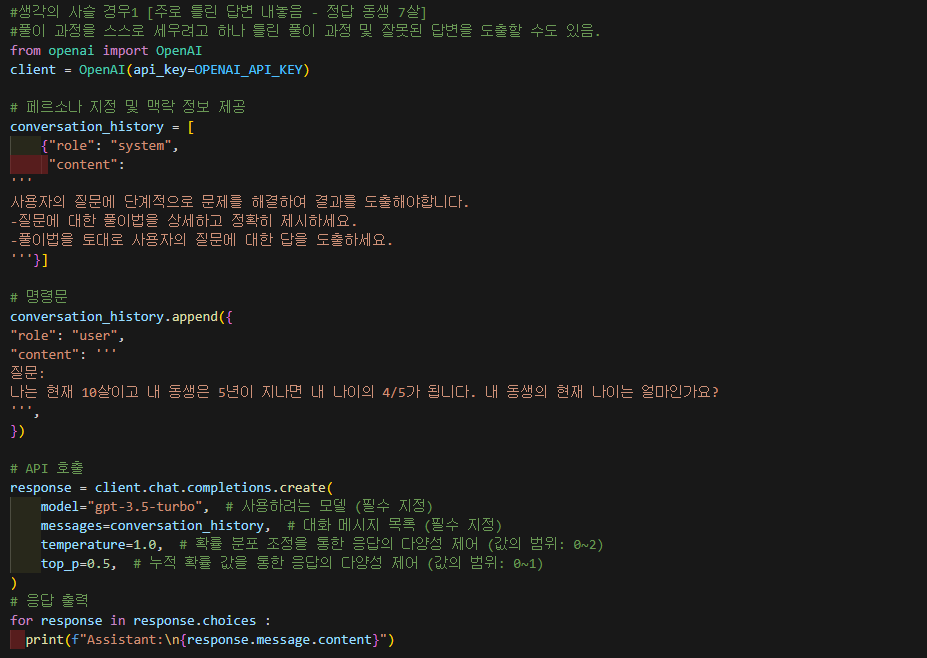 #생각의 사슬 경우1 [주로 틀린 답변 내놓음 - 정답 동생 7살]
#풀이 과정을 스스로 세우려고 하나 틀린 풀이 과정 및 잘못된 답변을 도출할 수도 있음.
from openai import OpenAI
client = OpenAI(api_key=OPENAI_API_KEY)
# 페르소나 지정 및 맥락 정보 제공
conversation_history = [
{"role": "system",
"content":
'''
사용자의 질문에 단계적으로 문제를 해결하여 결과를 도출해야합니다.
-질문에 대한 풀이법을 상세하고 정확히 제시하세요.
-풀이법을 토대로 사용자의 질문에 대한 답을 도출하세요.
'''}]
# 명령문
conversation_history.append({
"role": "user",
"content": '''
질문:
나는 현재 10살이고 내 동생은 5년이 지나면 내 나이의 4/5가 됩니다. 내 동생의 현재 나이는 얼마인가요?
''',
})
# API 호출
response = client.chat.completions.create(
model="gpt-3.5-turbo", # 사용하려는 모델 (필수 지정)
messages=conversation_history, # 대화 메시지 목록 (필수 지정)
temperature=1.0, # 확률 분포 조정을 통한 응답의 다양성 제어 (값의 범위: 0~2)
top_p=0.5, # 누적 확률 값을 통한 응답의 다양성 제어 (값의 범위: 0~1)
)
# 응답 출력
for response in response.choices :
print(f"Assistant:\n{response.message.content}")